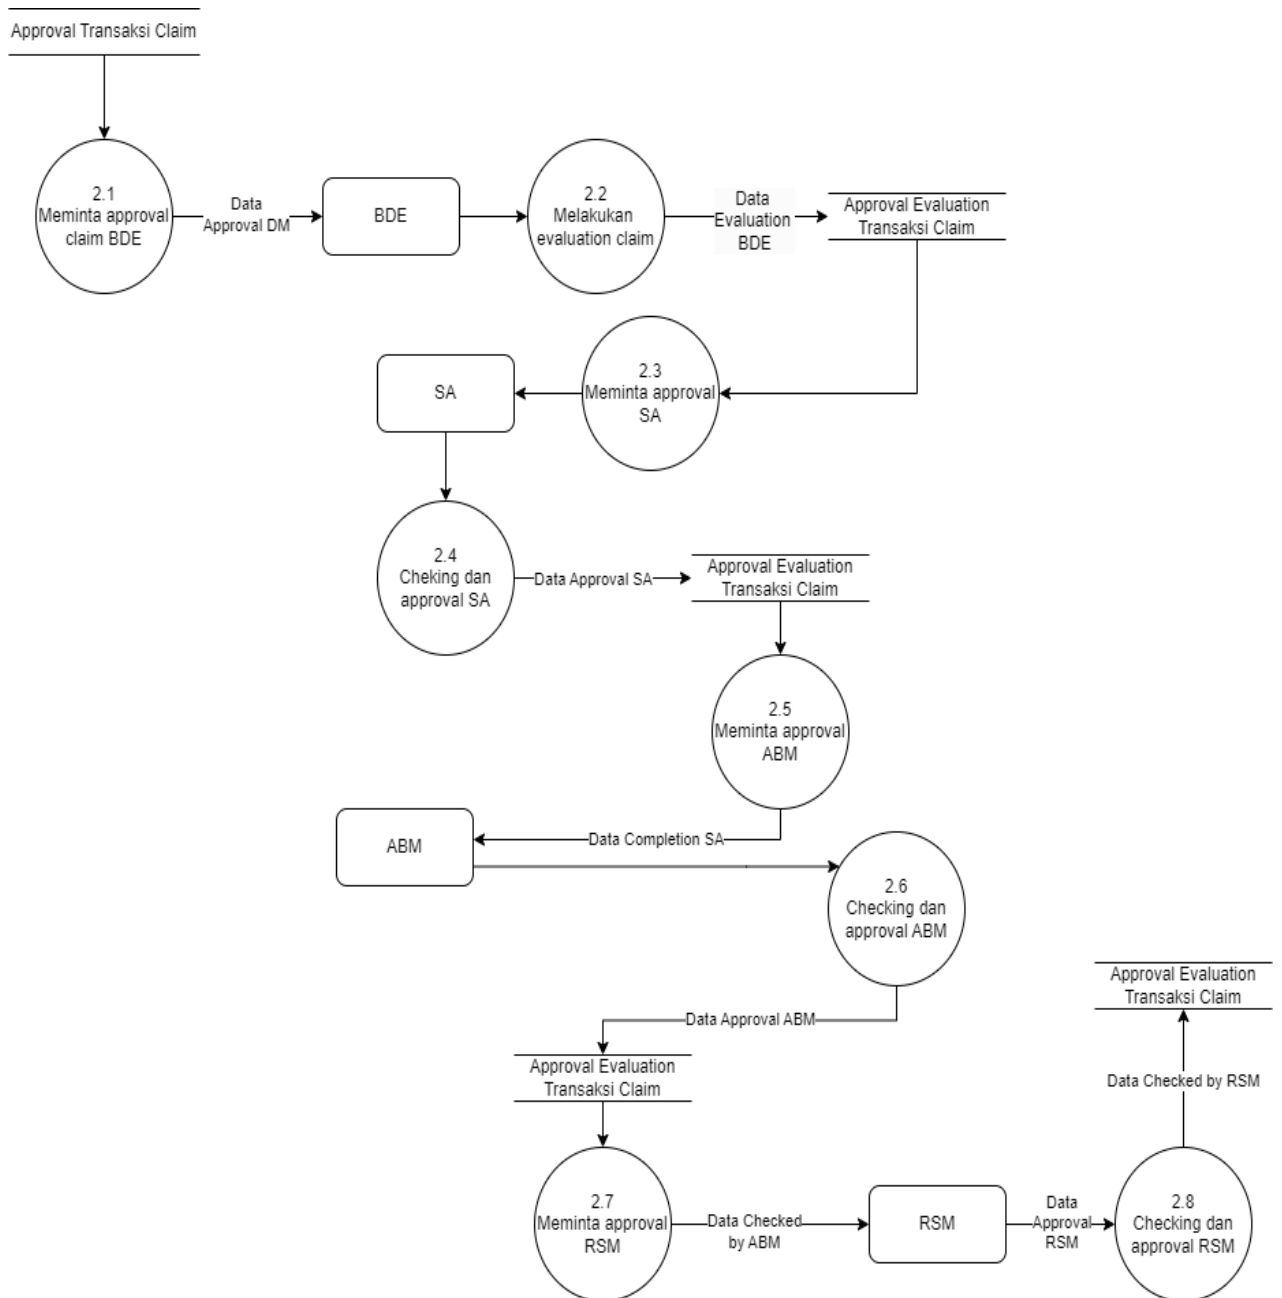 Approval Transaksi Claim
2.1
Meminta approval
claim BDE
Data
Approval DM
BDE
2.2
Melakukan
evaluation claim
Data
Evaluation
BDE
Approval Evaluation
Transaksi Claim
SA
2.3
Meminta approval
SA
2.4
Cheking dan
approval SA
Data Approval SA
Approval Evaluation
Transaksi Claim
2.5
Meminta approval
ABM
Data Completion SA
ABM
2.6
Checking dan
approval ABM
Data Approval ABM
Approval Evaluation
Transaksi Claim
2.7
Meminta approval
RSM
Data Checked
by ABM
RSM
Data
Approval
RSM
2.8
Checking dan
approval RSM
Data Checked by RSM
Approval Evaluation
Transaksi Claim